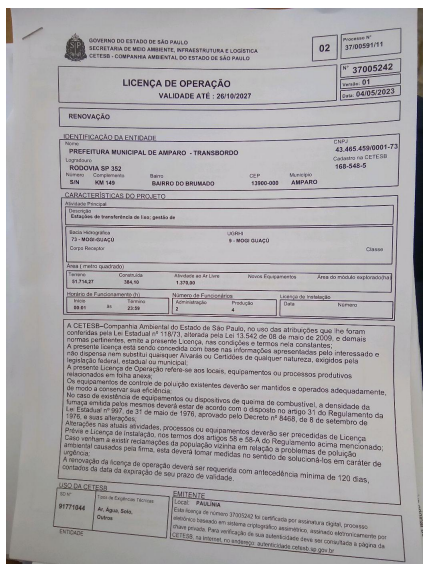 GOVERNO DO ESTADO DE SÃO PAULO
SECRETARIA DE MEIO AMBIENTE, INFRAESTRUTURA E LOGÍSTICA
CETESB - COMPANHIA AMBIENTAL DO ESTADO DE SÃO PAULO
02
Processo N°
37/00591/11
LICENÇA DE OPERAÇÃO
VALIDADE ATÉ : 26/10/2027
N° 37005242
Versão: 01
Data: 04/05/2023
RENOVAÇÃO
IDENTIFICAÇÃO DA ENTIDADE
Nome
PREFEITURA MUNICIPAL DE AMPARO - TRANSBORDO
CNPJ
43.465.459/0001-73
Logradouro
Cadastro na CETESB
RODOVIA SP 352
168-548-5
Número Complemento Bairro CEP Município
S/N KM 149 BAIRRO DO BRUMADO 13900-000 AMPARO
CARACTERÍSTICAS DO PROJETO
Atividade Principal
Descrição
Estações de transferência de lixo; gestão de
Bacia Hidrográfica UGRHI
73 - MOGI GUAÇÚ 9 - MOGI GUAÇÚ
Corpo Receptor Classe
Área ( metro quadrado)
Terreno Construída Atividade ao Ar Livre Novos Equipamentos Área do módulo explorado(ha)
51.714,27 304,10 1.370,00
Horário de Funcionamento (h) Número de Funcionários Licença de Instalação
Início Término Administração Produção Data Número
às 23:59 2 4
A CETESB–Companhia Ambiental do Estado de São Paulo, no uso das atribuições que lhe foram
conferidas pela Lei Estadual n° 118/73, alterada pela Lei 13.542 de 08 de maio de 2009, e demais
normas pertinentes, emite a presente Licença, nas condições e termos nela constantes;
A presente licença está sendo concedida com base nas informações apresentadas pelo interessado e
não dispensa nem substitui quaisquer Alvarás ou Certidões de qualquer natureza, exigidos pela
legislação federal, estadual ou municipal;
A presente Licença de Operação refere-se aos locais, equipamentos ou processos produtivos
relacionados em folha anexa;
Os equipamentos de controle de poluição existentes deverão ser mantidos e operados adequadamente,
de modo a conservar sua eficiência;
No caso de existência de equipamentos ou dispositivos de queima de combustível, a densidade da
fumaça emitida pelos mesmos deverá estar de acordo com o disposto no artigo 31 do Regulamento da
Lei Estadual n° 997, de 31 de maio de 1976, aprovado pelo Decreto n° 8468, de 8 de setembro de
1976, e suas alterações;
Alterações nas atuais atividades, processos ou equipamentos deverão ser precedidas de Licença
Prévia e Licença de Instalação, nos termos dos artigos 58 e 58-A do Regulamento acima mencionado;
Caso venham a existir reclamações da população vizinha em relação a problemas de poluição
ambiental causados pela firma, esta deverá tomar medidas no sentido de solucioná-los em caráter de
urgência;
A renovação da licença de operação deverá ser requerida com antecedência mínima de 120 dias,
contados da data da expiração de seu prazo de validade.
USO DA CETESB
SD N° Tipos de Exigências Técnicas
91771044 Ar, Água, Solo,
Outros
ENTIDADE
EMITENTE
Local: PAULÍNIA
Esta licença de número 37005242 foi certificada por assinatura digital, processo
eletrônico baseado em sistema criptográfico assimétrico, assinado eletronicamente por
chave privada. Para verificação de sua autenticidade deve ser consultada a página da
CETESB, na Internet, no endereço: autenticidade.cetesb.sp.gov.br